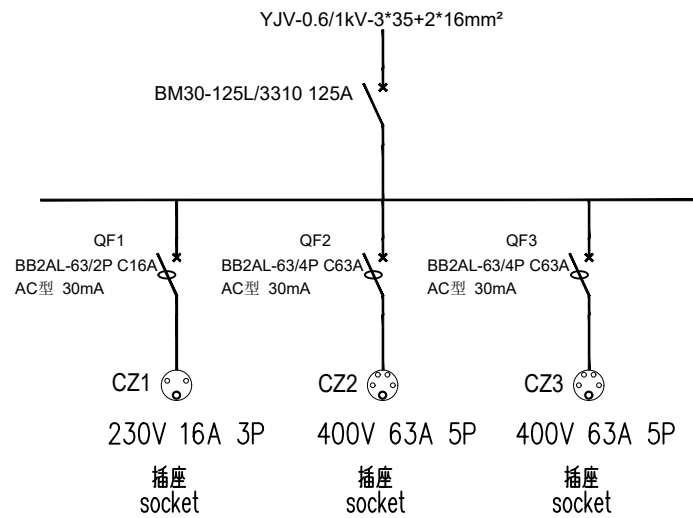 YJV-0.6/1kV-3*35+2*16mm²
BM30-125L/3310 125A
QF1
BB2AL-63/2P C16A
AC型 30mA
QF2
BB2AL-63/4P C63A
AC型 30mA
QF3
BB2AL-63/4P C63A
AC型 30mA
CZ1
CZ2
CZ3
230V 16A 3P
400V 63A 5P
400V 63A 5P
插座
socket
插座
socket
插座
socket